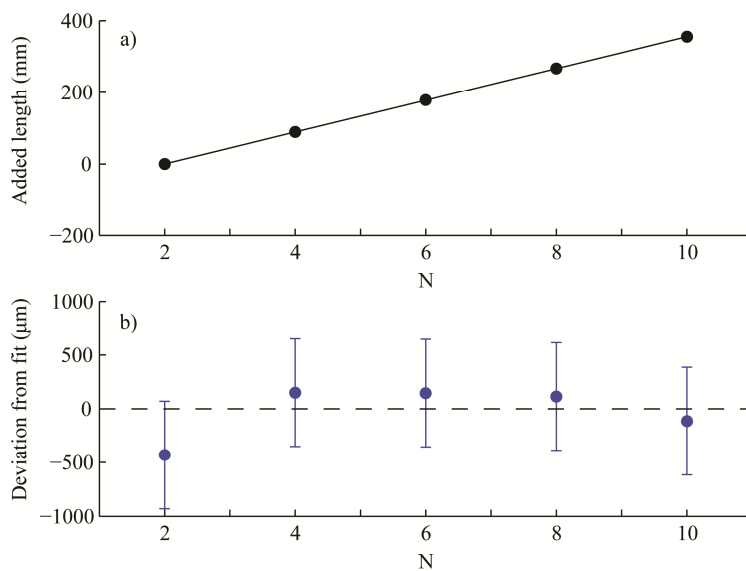 a)
Added length (mm)
400
200
0
−200
2 4 6 8 10
N
b)
Deviation from fit (μm)
1000
500
0
−500
−1000
2 4 6 8 10
N